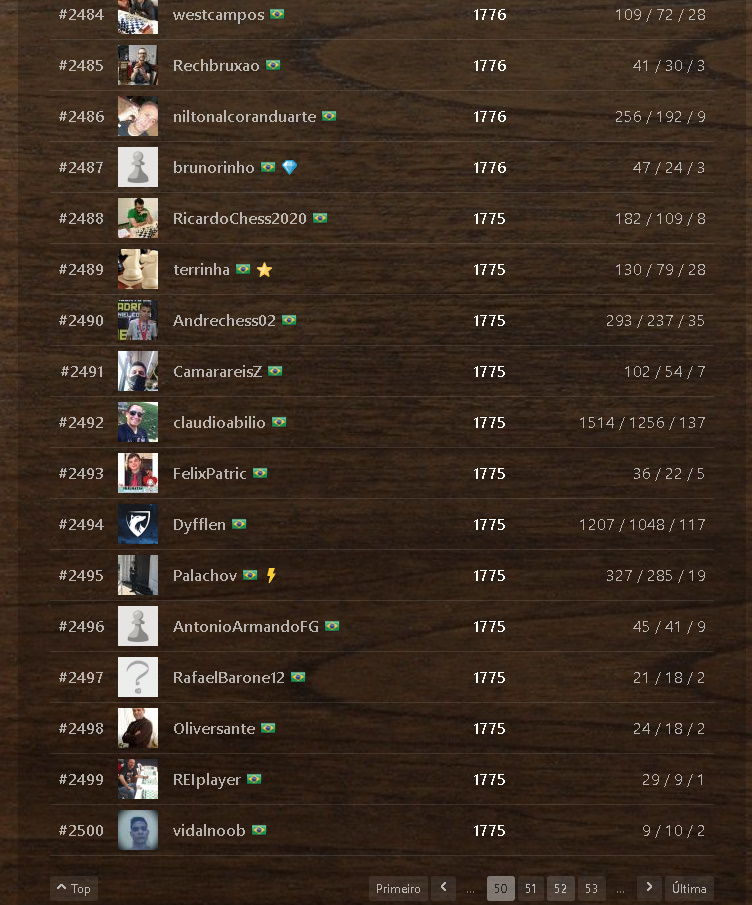 #2484 westcampos 1776 109 / 72 / 28
#2485 Rechbruxao 1776 41 / 30 / 3
#2486 niltonalcoranduarte 1776 256 / 192 / 9
#2487 brunorinho 1776 47 / 24 / 3
#2488 RicardoChess2020 1775 182 / 109 / 8
#2489 terrinha 1775 130 / 79 / 28
#2490 Andrechess02 1775 293 / 237 / 35
#2491 CamarareisZ 1775 102 / 54 / 7
#2492 claudioabilio 1775 1514 / 1256 / 137
#2493 FelixPatric 1775 36 / 22 / 5
#2494 Dyfflen 1775 1207 / 1048 / 117
#2495 Palachov 1775 327 / 285 / 19
#2496 AntonioArmandoFG 1775 45 / 41 / 9
#2497 RafaelBarone12 1775 21 / 18 / 2
#2498 Oliversante 1775 24 / 18 / 2
#2499 REIplayer 1775 29 / 9 / 1
#2500 vidalnoob 1775 9 / 10 / 2
Top Primeiro ... 50 51 52 53 ... Última